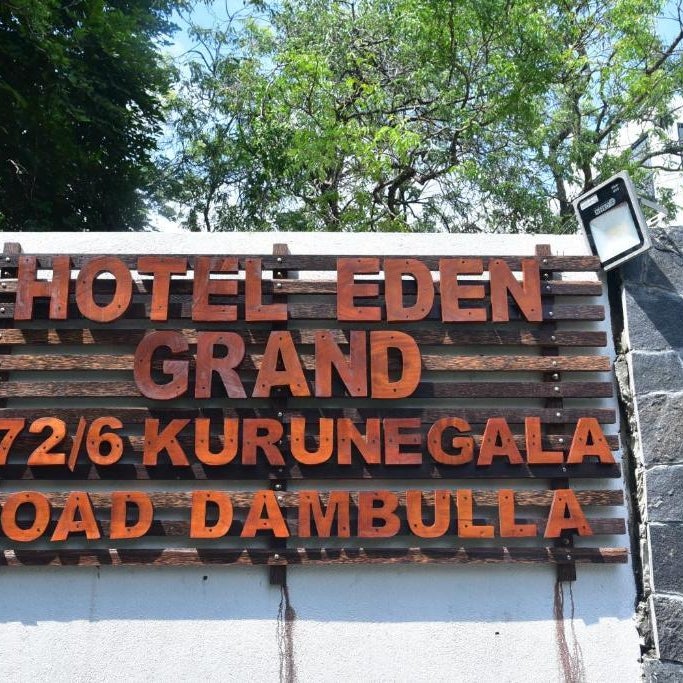 HOTEL EDEN
GRAND
72/6 KURUNEGALA
OAD DAMBULLA